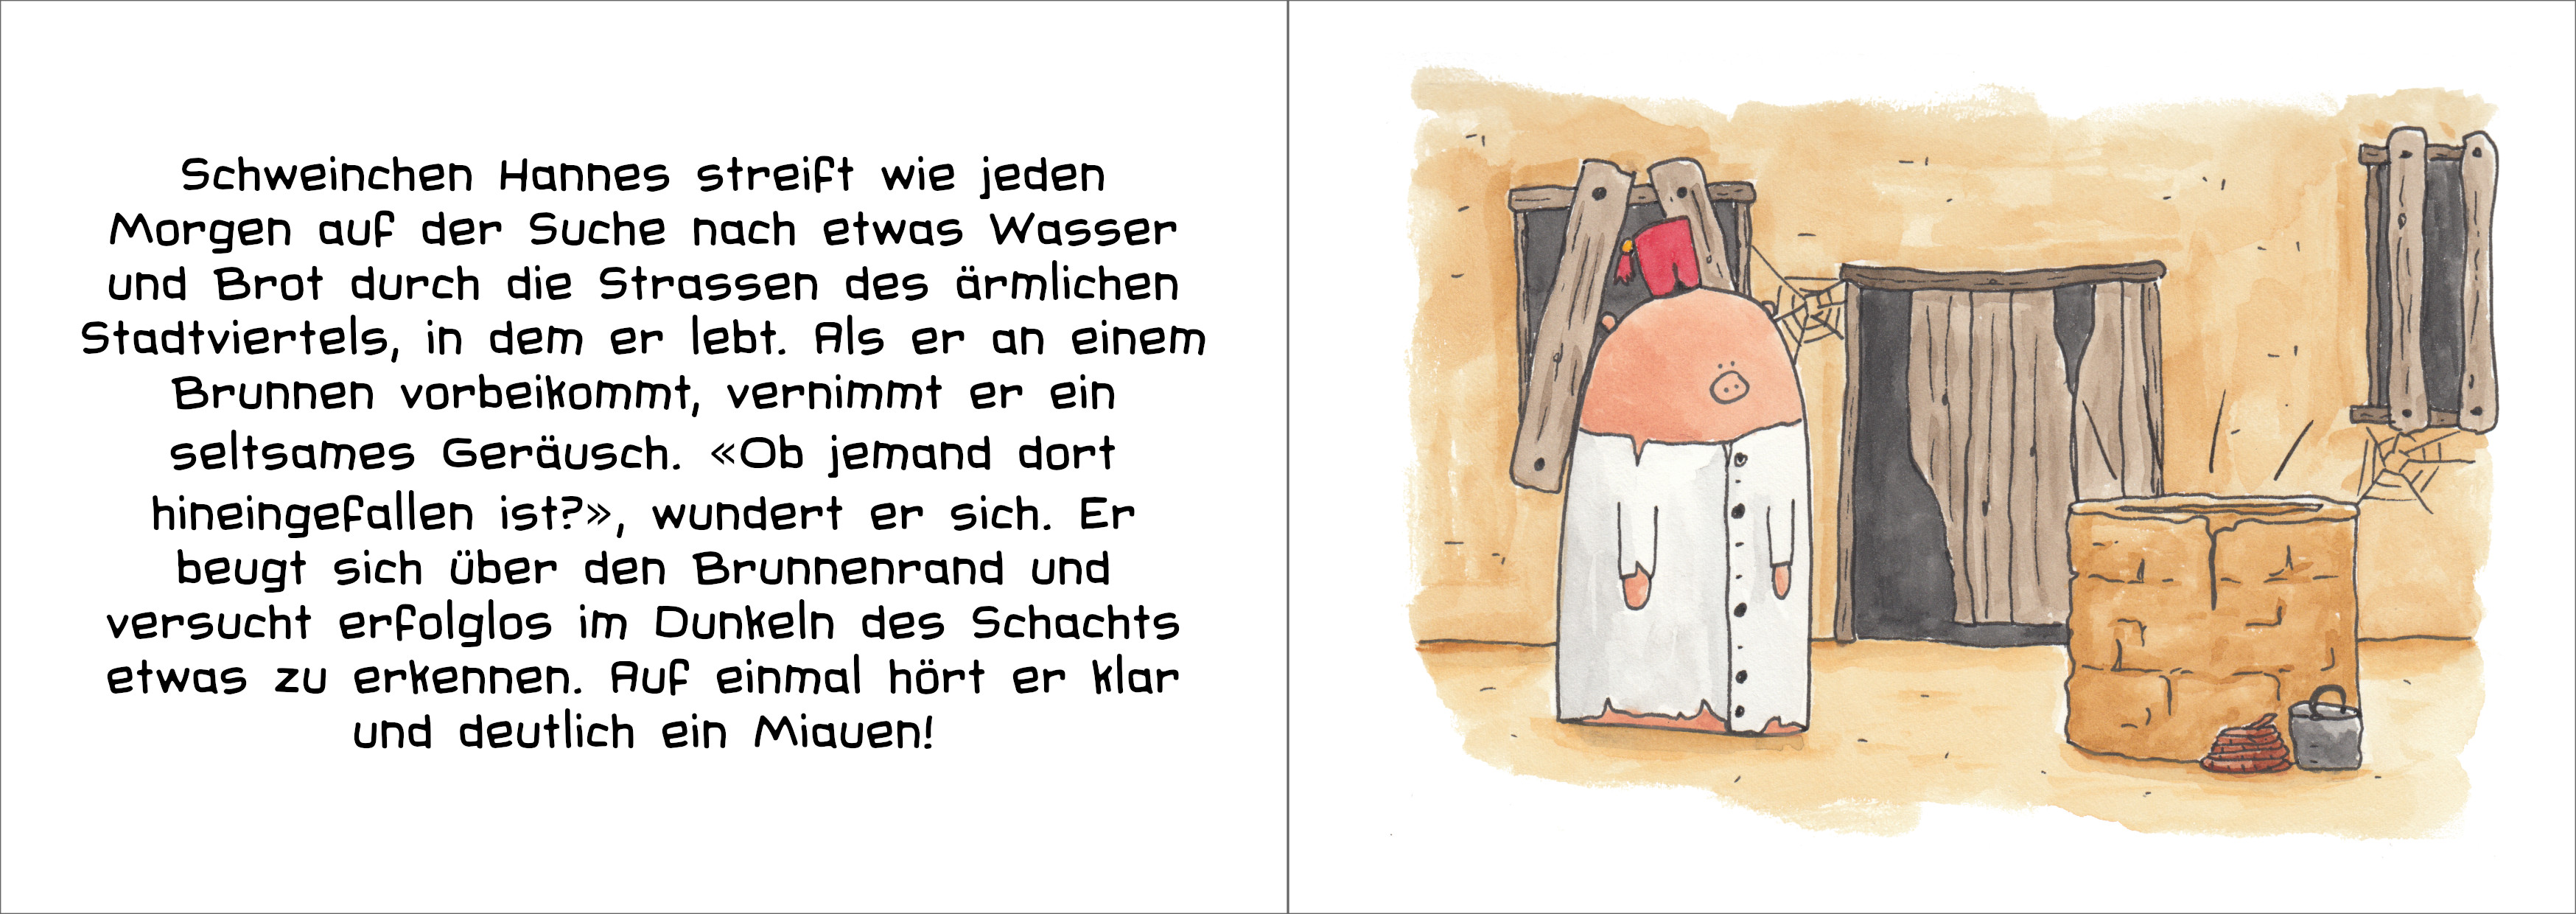 Schweinchen Hannes streift wie jeden
Morgen auf der Suche nach etwas Wasser
und Brot durch die Strassen des ärmlichen
Stadtviertels, in dem er lebt. Als er an einem
Brunnen vorbeikommt, vernimmt er ein
seltsames Geräusch. «Ob jemand dort
hineingefallen ist?», wundert er sich. Er
beugt sich über den Brunnenrand und
versucht erfolglos im Dunkeln des Schachts
etwas zu erkennen. Auf einmal hört er klar
und deutlich ein Miauen!